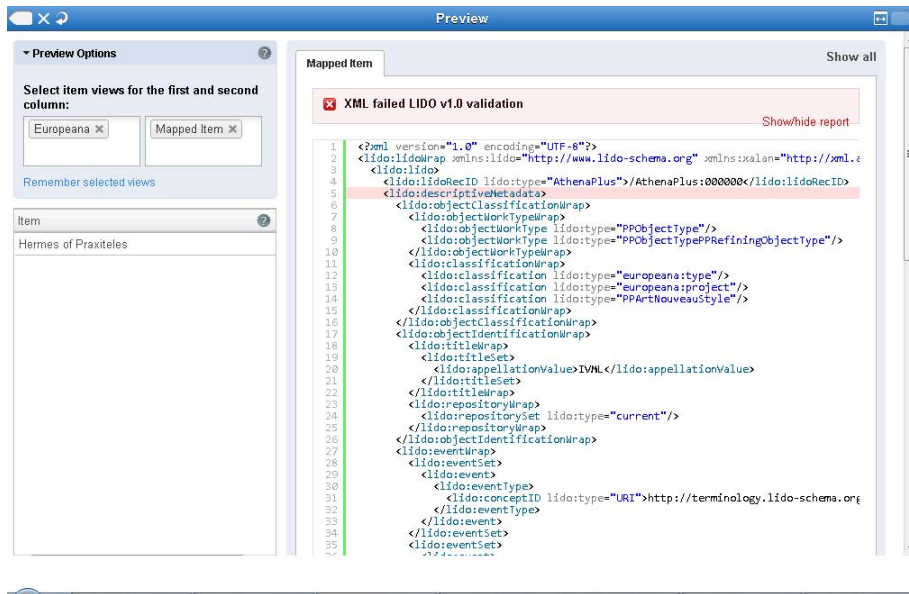 Preview
Preview Options
Select item views for the first and second
column:
Europeana
Mapped Item
Remember selected views
Item
Hermes of Praxiteles
Mapped Item
Show all
XML failed LIDO v1.0 validation
Show/hide report
1 <?xml version="1.0" encoding="UTF-8"?>
2 <lido:lidoWrap xmlns:lido="http://www.lido-schema.org" xmlns:xalan="http://xml.a
3 <lido:lido>
4 <lido:lidoRecID lido:type="AthenaPlus">/AthenaPlus:000000</lido:lidoRecID>
5 <lido:descriptiveMetadata>
6 <lido:objectClassificationWrap>
7 <lido:objectWorkTypeWrap>
8 <lido:objectWorkType lido:type="PPObjectType"/>
9 <lido:objectWorkType lido:type="PPObjectTypePPRefiningObjectType"/>
10 </lido:objectWorkTypeWrap>
11 <lido:classificationWrap>
12 <lido:classification lido:type="europeana:type"/>
13 <lido:classification lido:type="europeana:project"/>
14 <lido:classification lido:type="PPArtNouveauStyle"/>
15 </lido:classificationWrap>
16 </lido:objectClassificationWrap>
17 <lido:objectIdentificationWrap>
18 <lido:titleWrap>
19 <lido:titleSet>
20 <lido:appellationValue>IVML</lido:appellationValue>
21 </lido:titleSet>
22 </lido:titleWrap>
23 <lido:repositoryWrap>
24 <lido:repositorySet lido:type="current"/>
25 </lido:repositoryWrap>
26 </lido:objectIdentificationWrap>
27 <lido:eventWrap>
28 <lido:eventSet>
29 <lido:event>
30 <lido:eventType>
31 <lido:conceptID lido:type="URI">http://terminology.lido-schema.org
32 </lido:eventType>
33 </lido:event>
34 </lido:eventSet>
35 <lido:eventSet>